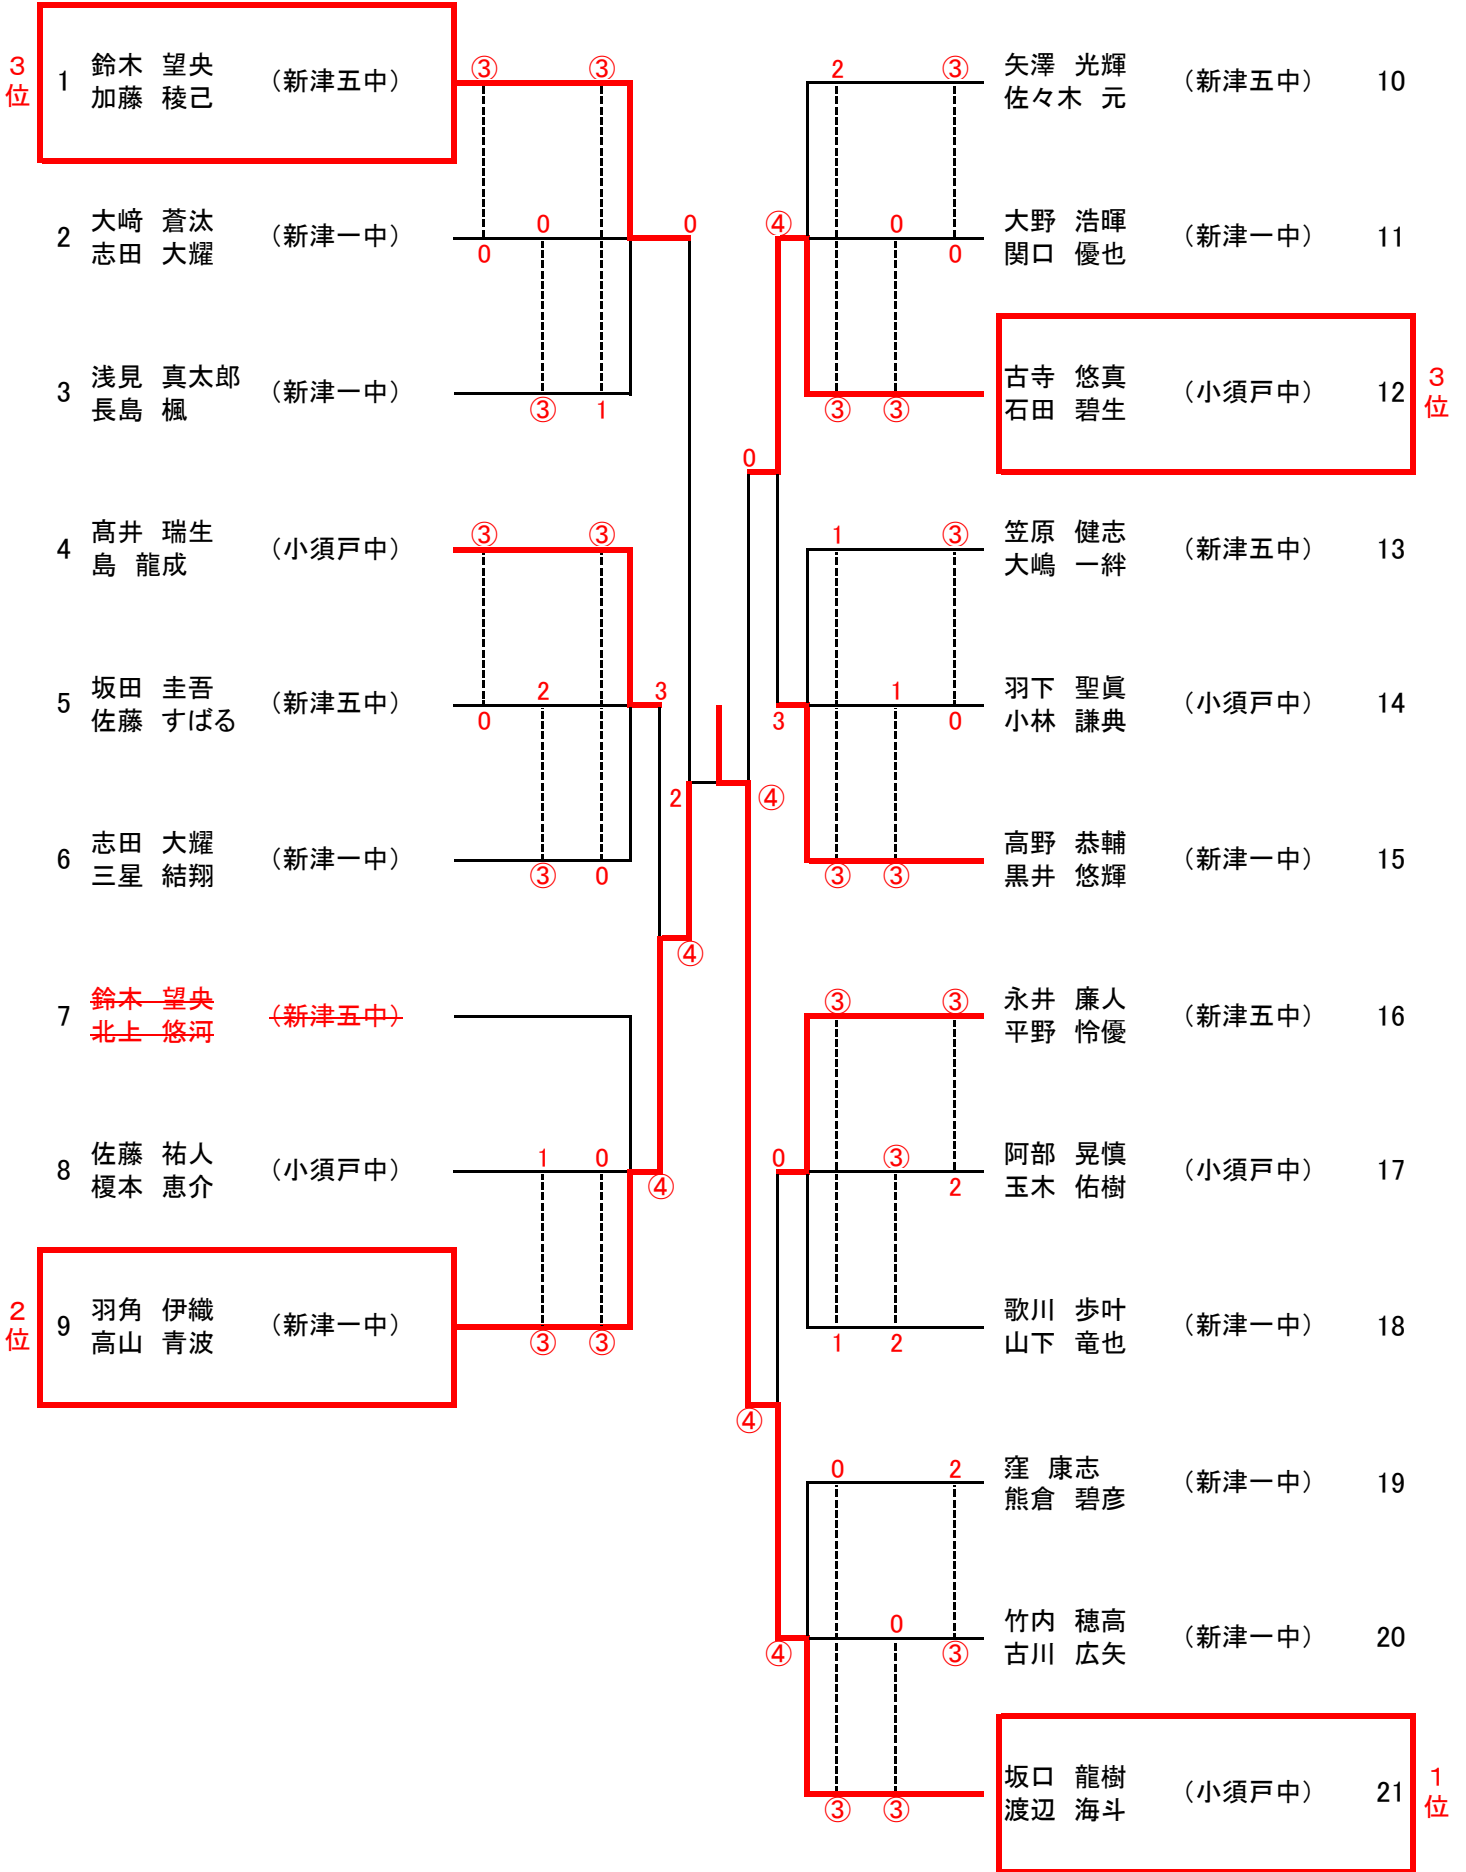 3位
1 鈴木 望央 (新津五中)
加藤 稜己
③ ③
2 大﨑 蒼汰 (新津一中)
志田 大耀
0 0 0
3 浅見 真太郎 (新津一中)
長島 楓
③ 1
4 髙井 瑞生 (小須戸中)
島 龍成
③ ③
5 坂田 圭吾 (新津五中)
佐藤 すばる
0 2 3
6 志田 大耀 (新津一中)
三星 結翔
③ 0
2
④
7 鈴木 望央 (新津五中)
北上 悠河
8 佐藤 祐人 (小須戸中)
榎本 恵介
1 0 ④
2位
9 羽角 伊織 (新津一中)
高山 青波
③ ③
2 ③
矢澤 光輝 (新津五中) 10
佐々木 元
④ 0 0
大野 浩暉 (新津一中) 11
関口 優也
③ ③
古寺 悠真 (小須戸中) 12
石田 碧生
3位
0
1 ③
笠原 健志 (新津五中) 13
大嶋 一絆
3 1 0
羽下 聖眞 (小須戸中) 14
小林 謙典
④
③ ③
高野 恭輔 (新津一中) 15
黒井 悠輝
③ ③
永井 廉人 (新津五中) 16
平野 怜優
0 ③ 2
阿部 晃慎 (小須戸中) 17
玉木 佑樹
1 2
歌川 歩叶 (新津一中) 18
山下 竜也
④
0 2
窪 康志 (新津一中) 19
熊倉 碧彦
④ 0 ③
竹内 穂高 (新津一中) 20
古川 広矢
③ ③
坂口 龍樹 (小須戸中) 21
渡辺 海斗
1位